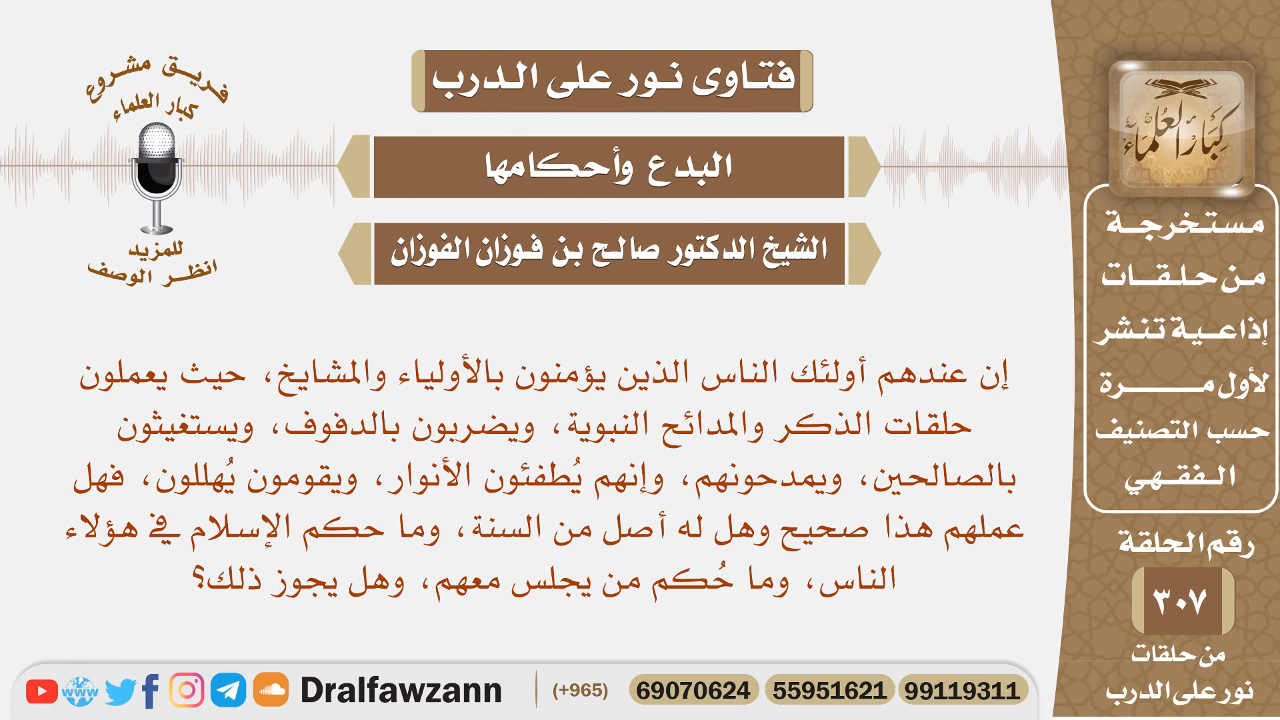 فتاوى نور على الدرب
البدع وأحكامها
الشيخ الدكتور صالح بن فوزان الفوزان
فريق مشروع
كبار العلماء
للمزيد
انظر الوصف
إن عندهم أولئك الناس الذين يؤمنون بالأولياء والمشايخ، حيث يعملون
حلقات الذكر والمدائح النبوية، ويضربون بالدفوف، ويستغيثون
بالصالحين، ويمدحونهم، وإنهم يُطفئون الأنوار، ويقومون يُهللون، فهل
عملهم هذا صحيح وهل له أصل من السنة، وما حكم الإسلام في هؤلاء
الناس، وما حُكم من يجلس معهم، وهل يجوز ذلك؟
كِبَارُ العُلَمَاء
مستخرجة
من حلقات
إذاعية تنشر
لأول مرة
حسب التصنيف
الفقهي
رقم الحلقة
٣٠٧
من حلقات
نور على الدرب
www
Dralfawzann
(+965)
69070624
55951621
99119311